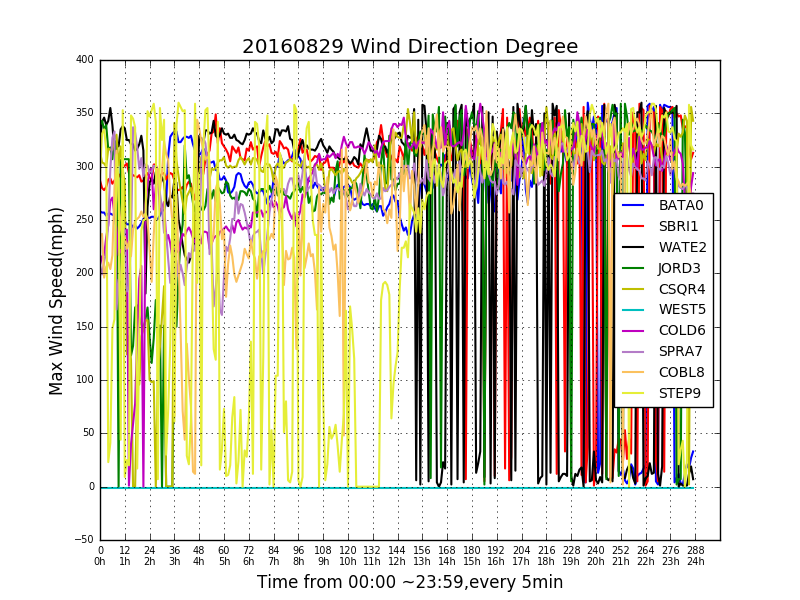 20160829 Wind Direction Degree
Max Wind Speed(mph)
400
350
300
250
200
150
100
50
0
−50
BATA0
SBRI1
WATE2
JORD3
CSQR4
WEST5
COLD6
SPRA7
COBL8
STEP9
0 12 24 36 48 60 72 84 96 108 120 132 144 156 168 180 192 204 216 228 240 252 264 276 288
0h 1h 2h 3h 4h 5h 6h 7h 8h 9h 10h 11h 12h 13h 14h 15h 16h 17h 18h 19h 20h 21h 22h 23h 24h
Time from 00:00 ~23:59,every 5min